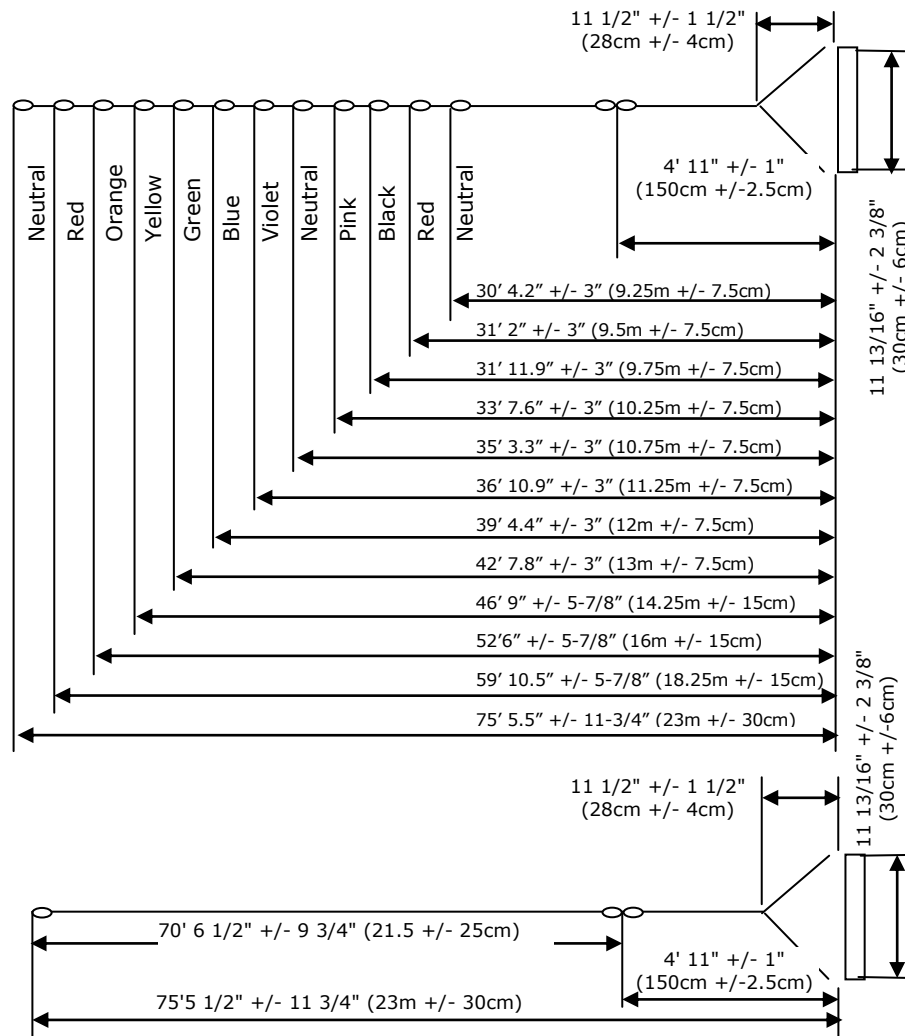 11 1/2" +/- 1 1/2"
(28cm +/- 4cm)
4' 11" +/- 1"
(150cm +/-2.5cm)
11 13/16" +/- 2 3/8"
(30cm +/- 6cm)
Neutral
Red
Orange
Yellow
Green
Blue
Violet
Neutral
Pink
Black
Red
Neutral
30’ 4.2” +/- 3” (9.25m +/- 7.5cm)
31’ 2” +/- 3” (9.5m +/- 7.5cm)
31’ 11.9” +/- 3” (9.75m +/- 7.5cm)
33’ 7.6” +/- 3” (10.25m +/- 7.5cm)
35’ 3.3” +/- 3” (10.75m +/- 7.5cm)
36’ 10.9” +/- 3” (11.25m +/- 7.5cm)
39’ 4.4” +/- 3” (12m +/- 7.5cm)
42’ 7.8” +/- 3” (13m +/- 7.5cm)
46’ 9” +/- 5-7/8” (14.25m +/- 15cm)
52’6” +/- 5-7/8” (16m +/- 15cm)
59’ 10.5” +/- 5-7/8” (18.25m +/- 15cm)
75’ 5.5” +/- 11-3/4” (23m +/- 30cm)
11 1/2" +/- 1 1/2"
(28cm +/- 4cm)
11 13/16" +/- 2 3/8"
(30cm +/-6cm)
70' 6 1/2" +/- 9 3/4" (21.5 +/- 25cm)
4' 11" +/- 1"
(150cm +/-2.5cm)
75'5 1/2" +/- 11 3/4" (23m +/- 30cm)